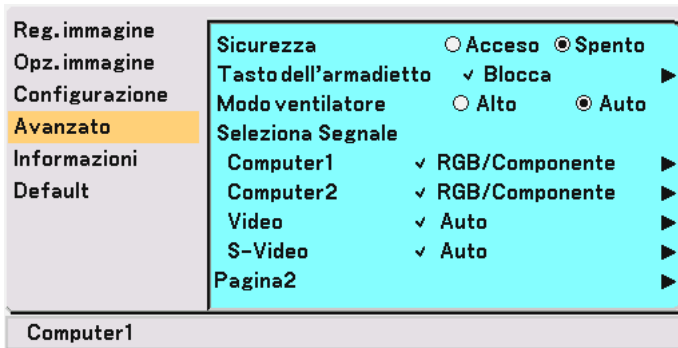 Reg. immagine
Opz. immagine
Configurazione
Avanzato
Informazioni
Default
Sicurezza Acceso Spento
Tasto dell'armadietto ✓ Blocca ▶
Modo ventilatore Alto Auto
Seleziona Segnale
Computer1 ✓ RGB/Componente ▶
Computer2 ✓ RGB/Componente ▶
Video ✓ Auto ▶
S-Video ✓ Auto ▶
Pagina2 ▶
Computer1